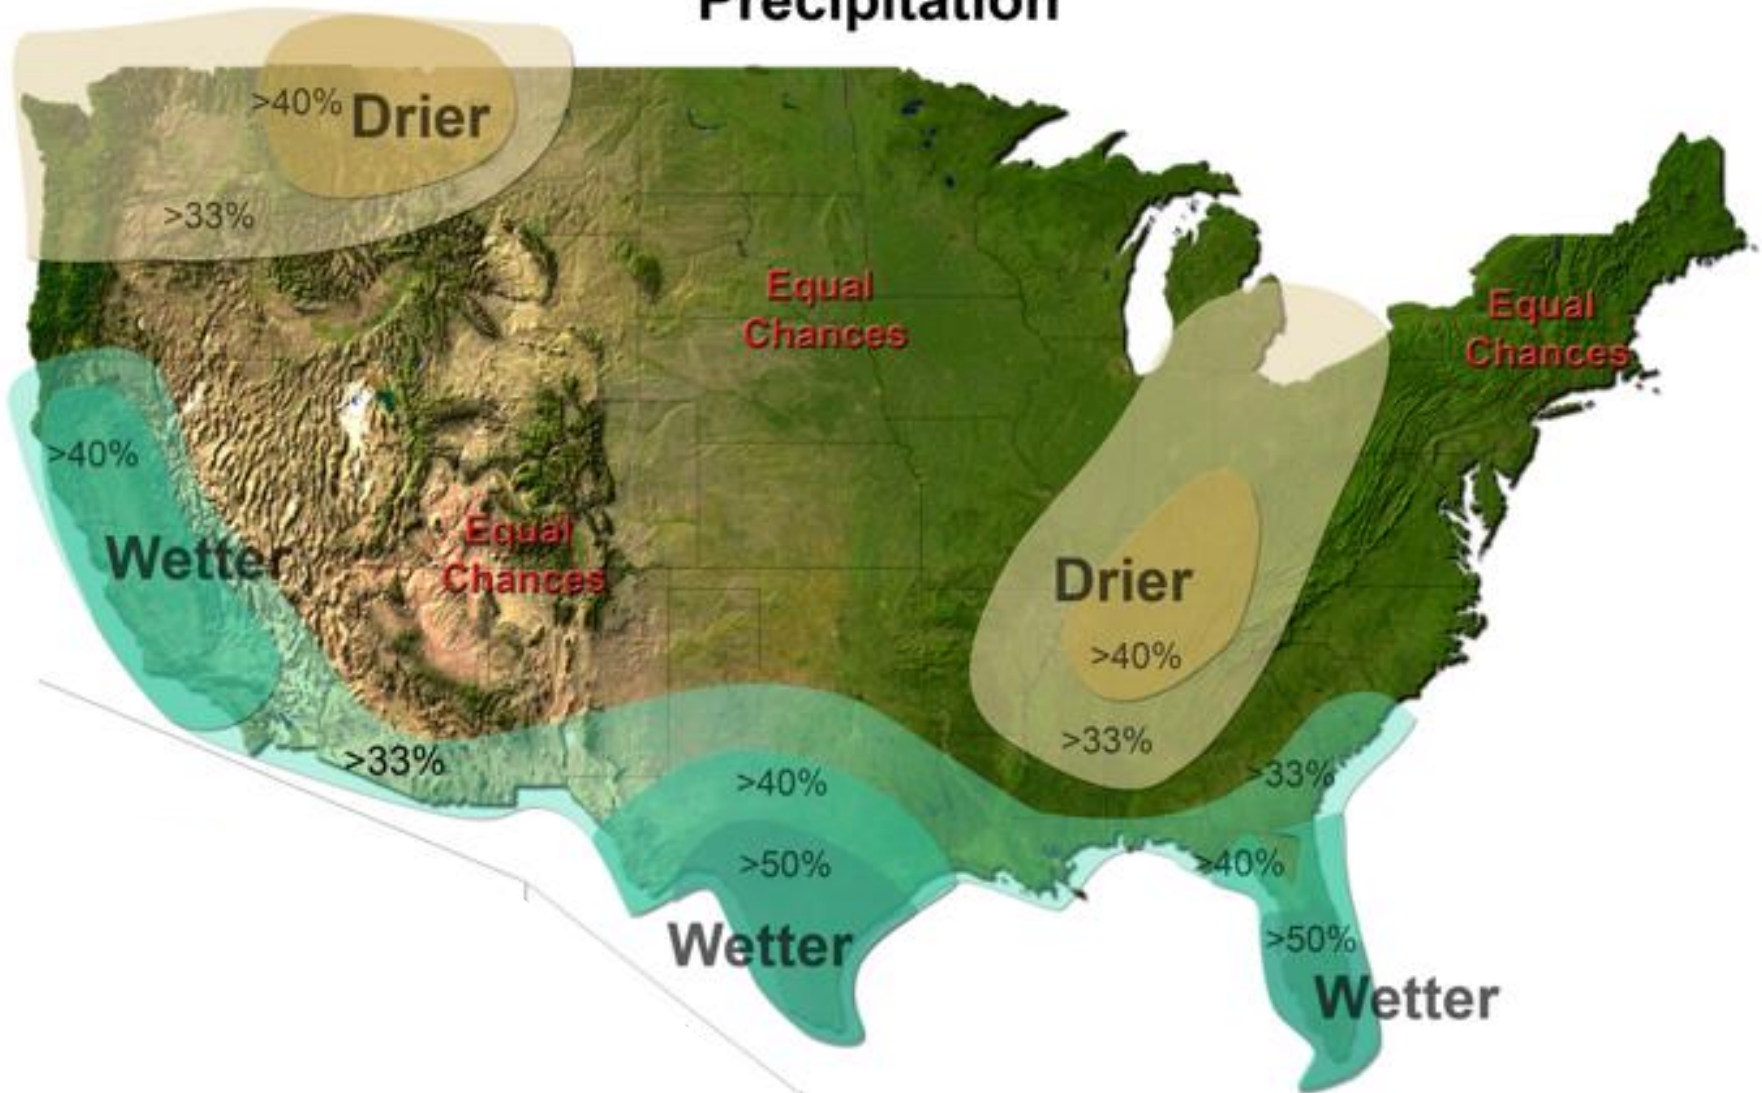 Precipitation
>40% Drier
>33%
Equal
Chances
Equal
Chances
>40%
Wetter
Equal
Chances
Drier
>40%
>33%
>33%
>33%
>40%
>50%
Wetter
>40%
>50%
Wetter